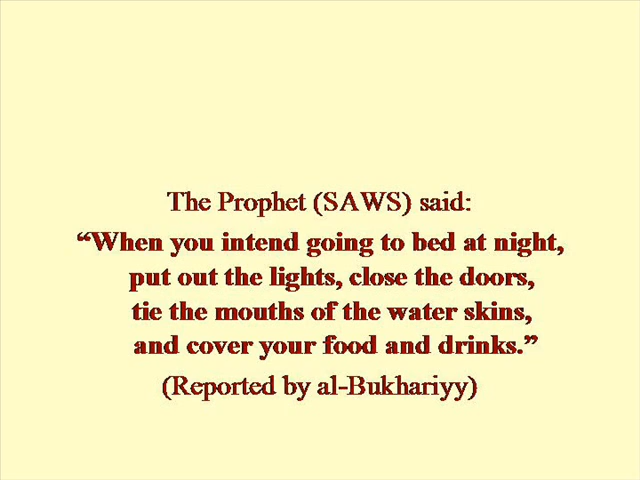 The Prophet (SAWS) said:
“When you intend going to bed at night,
put out the lights, close the doors,
tie the mouths of the water skins,
and cover your food and drinks.”
(Reported by al-Bukhariyy)